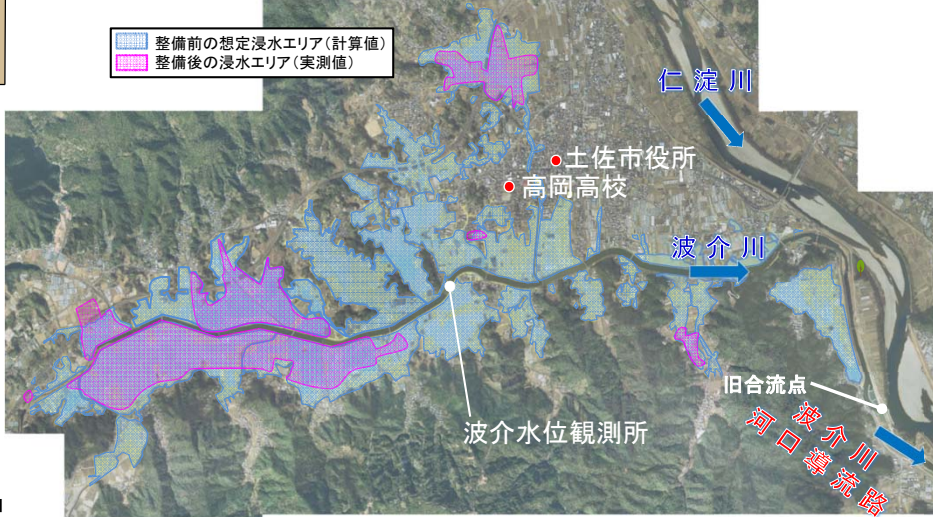 整備前の想定浸水エリア(計算値)
整備後の浸水エリア(実測値)
仁淀川
土佐市役所
高岡高校
波介川
旧合流点
波介水位観測所
波介川
河口導流路